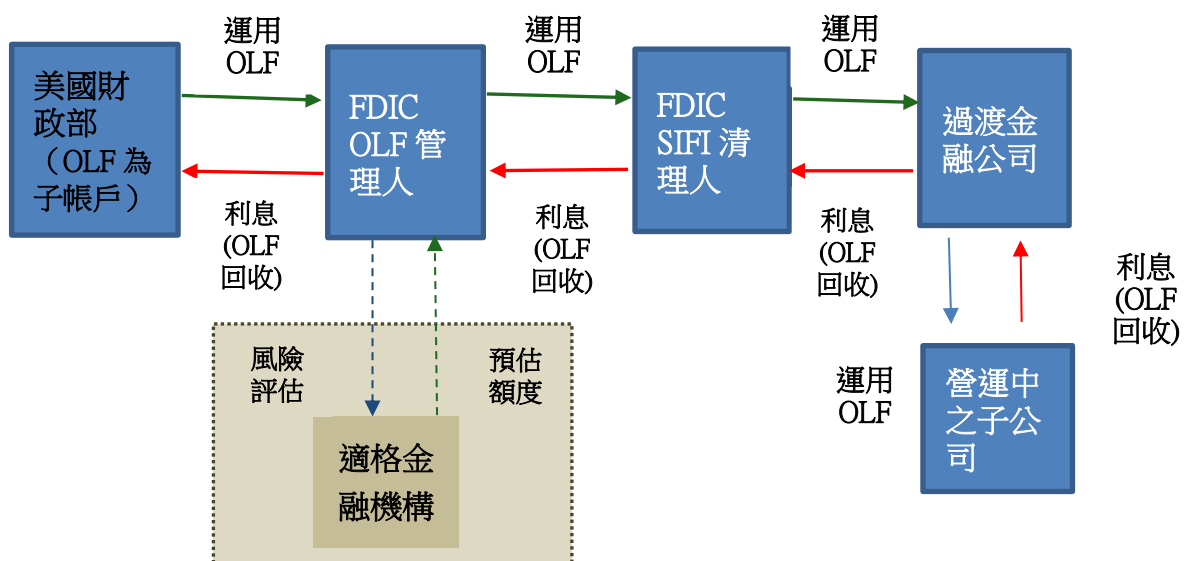 運用
OLF
運用
OLF
運用
OLF
美國財
政部
（OLF 為
子帳戶）
FDIC
OLF 管
理人
FDIC
SIFI 清
理人
過渡金
融公司
利息
(OLF
回收)
利息
(OLF
回收)
利息
(OLF
回收)
利息
(OLF
回收)
風險
評估
預估
額度
運用
OLF
營運中
之子公
司
適格金
融機構